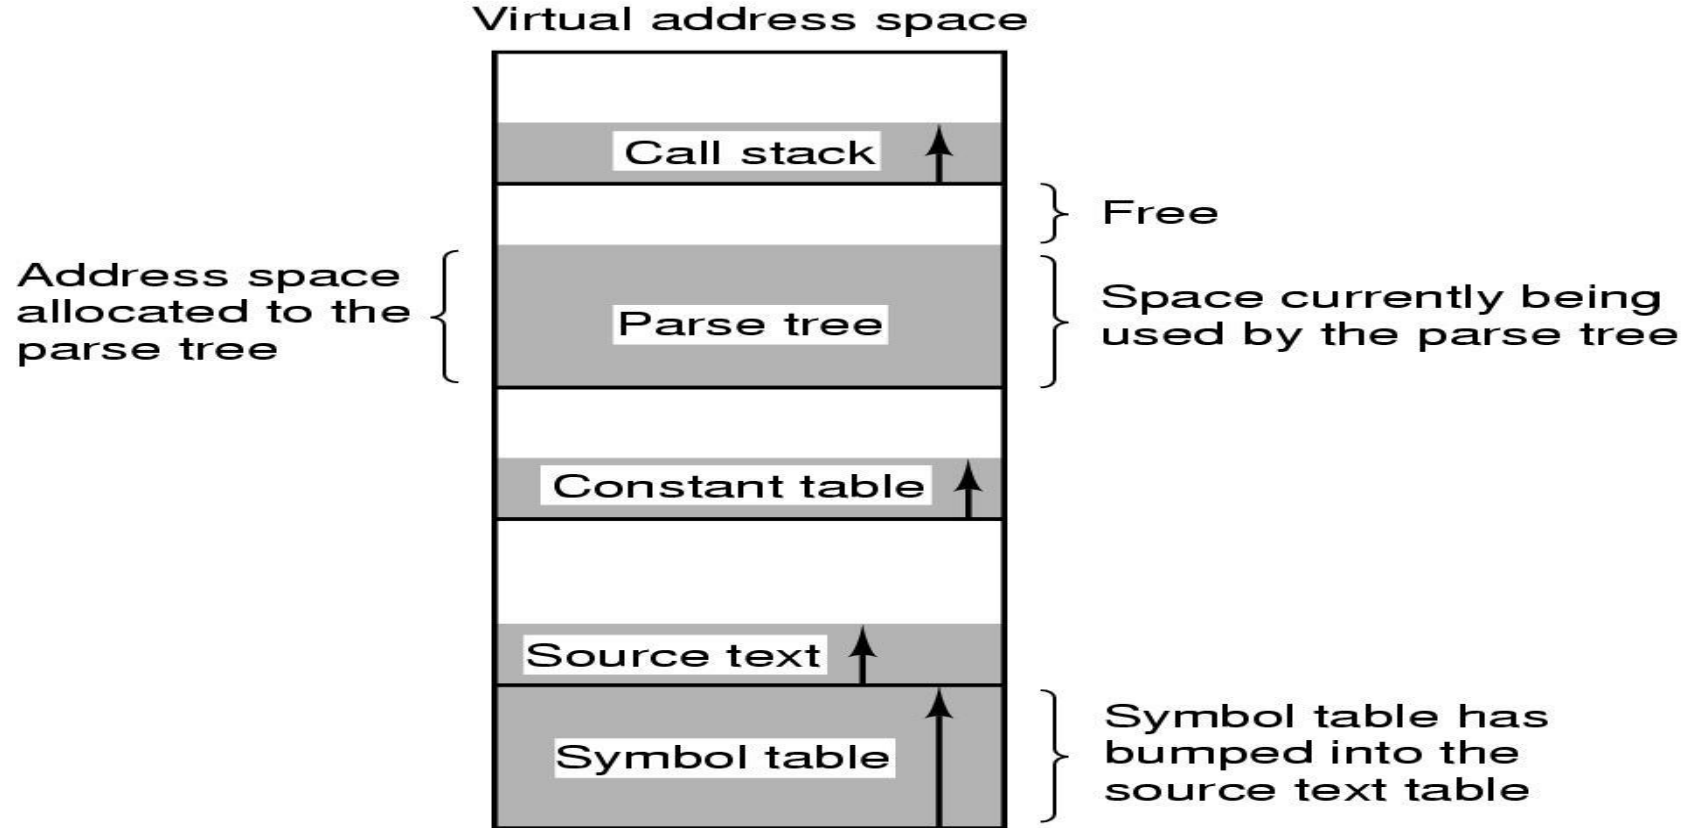 Virtual address space
Call stack
Free
Address space
allocated to the
parse tree
Parse tree
Space currently being
used by the parse tree
Constant table
Source text
Symbol table
Symbol table has
bumped into the
source text table